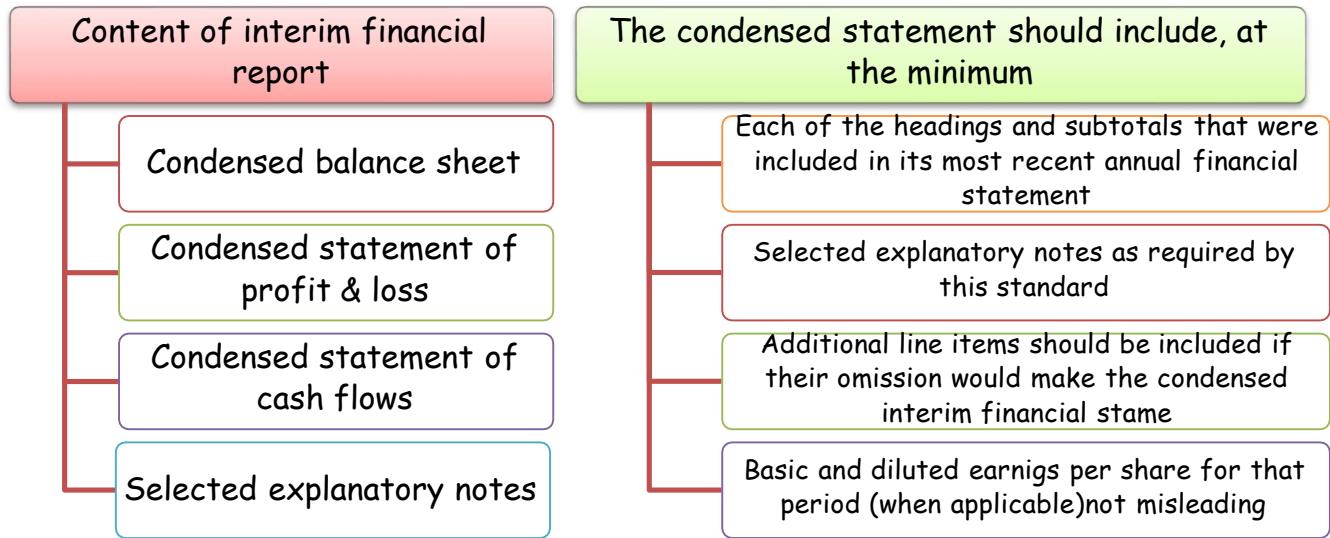 Content of interim financial
report
Condensed balance sheet
Condensed statement of
profit & loss
Condensed statement of
cash flows
Selected explanatory notes
The condensed statement should include, at
the minimum
Each of the headings and subtotals that were
included in its most recent annual financial
statement
Selected explanatory notes as required by
this standard
Additional line items should be included if
their omission would make the condensed
interim financial stame
Basic and diluted earnigs per share for that
period (when applicable)not misleading